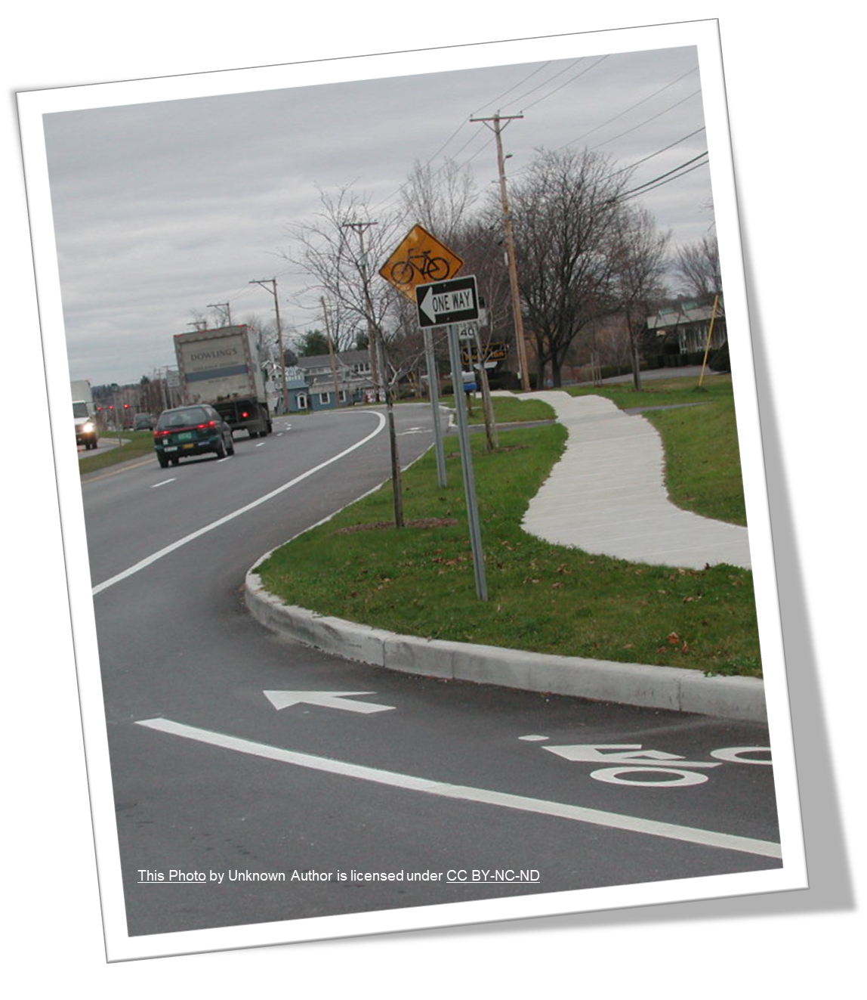 DOWLING'S
ONE WAY
40
This Photo by Unknown Author is licensed under CC BY-NC-ND